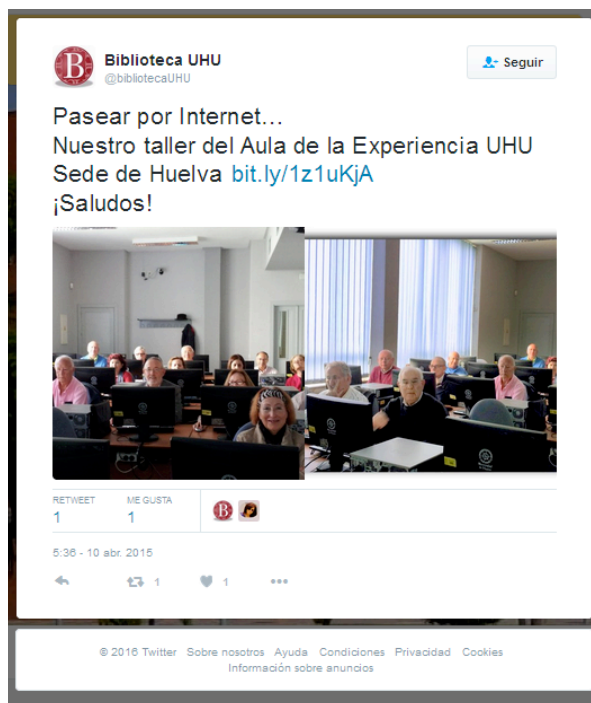 Biblioteca UHU
@bibliotecaUHU
Seguir
Pasear por Internet...
Nuestro taller del Aula de la Experiencia UHU
Sede de Huelva bit.ly/1z1uKjA
¡Saludos!
RETWEET ME GUSTA
1 1
B
5:36 - 10 abr. 2015
1 1
© 2016 Twitter Sobre nosotros Ayuda Condiciones Privacidad Cookies
Información sobre anuncios